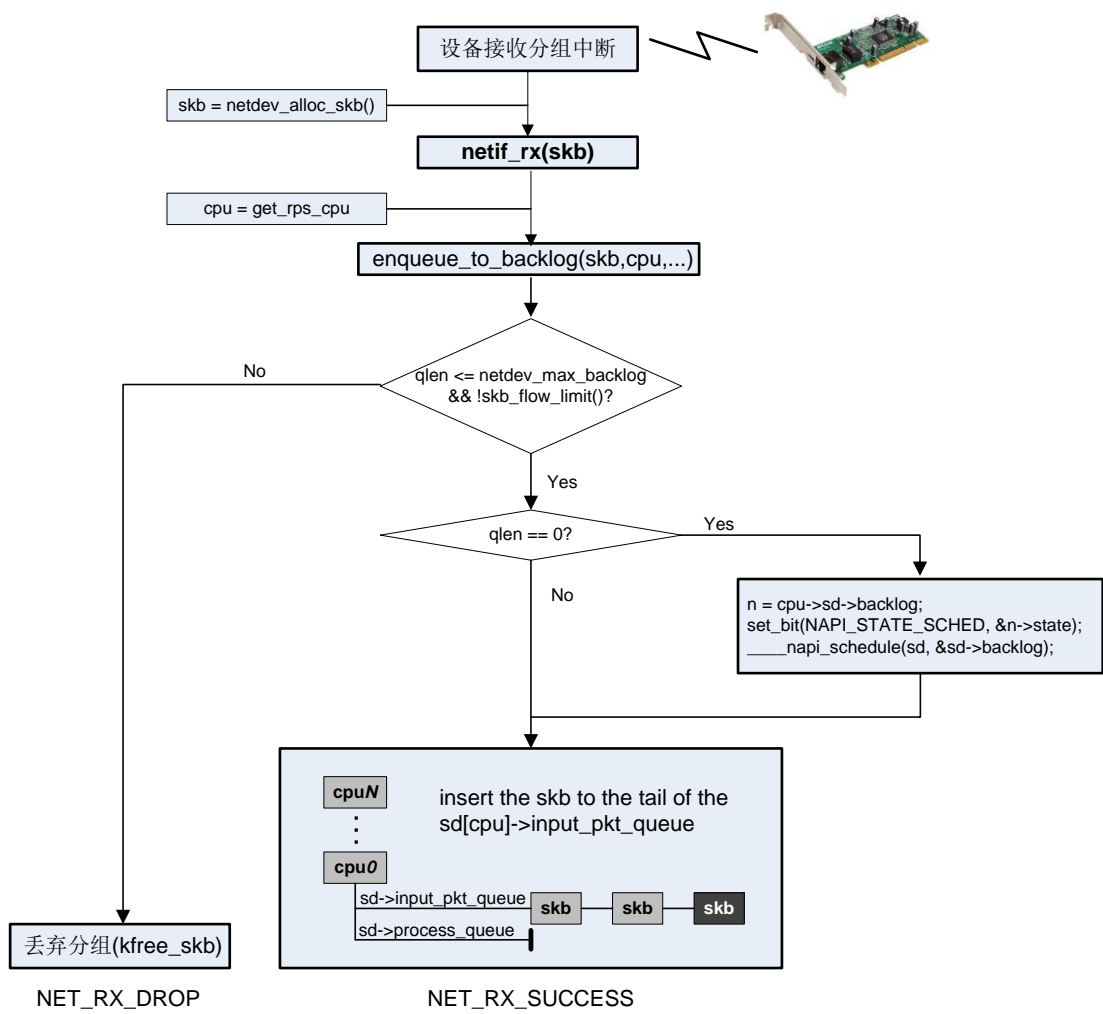 设备接收分组中断
skb = netdev_alloc_skb()
netif_rx(skb)
cpu = get_rps_cpu
enqueue_to_backlog(skb,cpu,...)
No
qlen <= netdev_max_backlog
&& !skb_flow_limit()?
Yes
qlen == 0?
Yes
No
n = cpu->sd->backlog;
set_bit(NAPI_STATE_SCHED, &n->state);
____napi_schedule(sd, &sd->backlog);
cpuN
insert the skb to the tail of the
sd[cpu]->input_pkt_queue
cpu0
sd->input_pkt_queue
skb
skb
skb
sd->process_queue
丢弃分组(kfree_skb)
NET_RX_DROP
NET_RX_SUCCESS